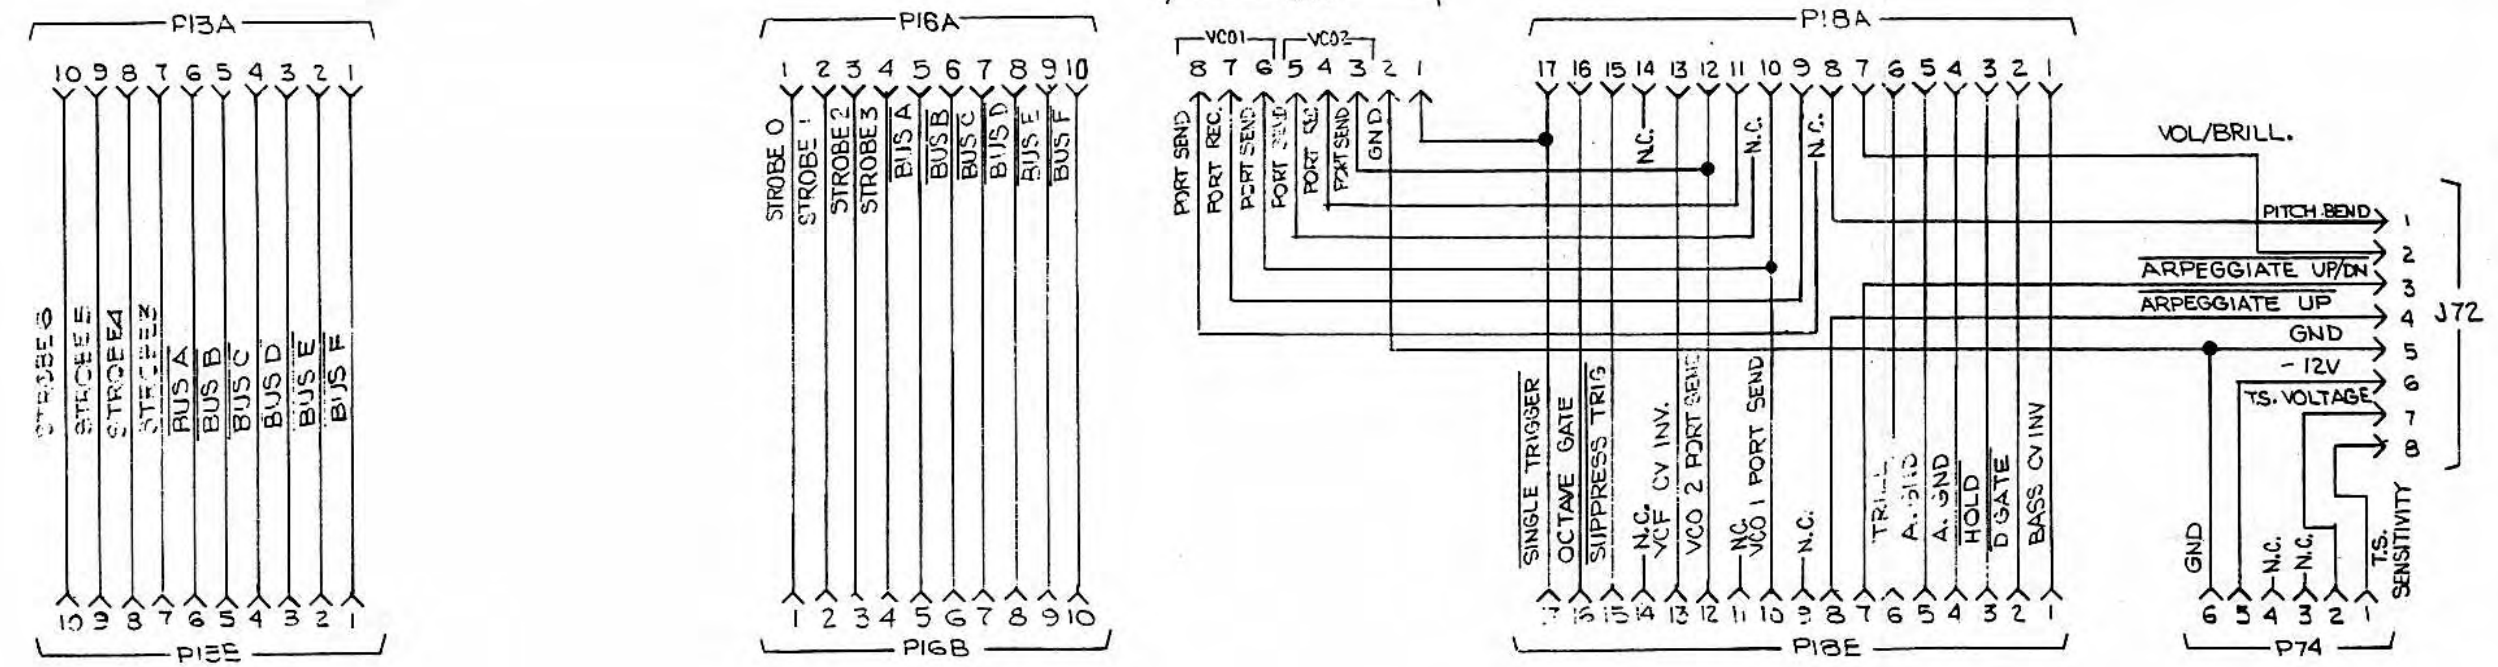 P13A
10 9 8 7 6 5 4 3 2 1
BUS A
BUS B
BUS C
BUS D
BUS E
BUS F
10 9 8 7 6 5 4 3 2 1
P16A
1 2 3 4 5 6 7 8 9 10
STROBE 0
STROBE 1
STROBE 2
STROBE 3
BUS A
BUS B
BUS C
BUS D
BUS E
BUS F
1 2 3 4 5 6 7 8 9 10
P16B
VCO1
VCO2
8 7 6 5 4 3 2 1
PORT SEND
PORT REC.
PORT SEND
PORT SEND
PORT REC
PORT SEND
GND
P18A
17 16 15 14 13 12 11 10 9 8 7 6 5 4 3 2 1
N.C.
N.C.
N.C.
VOL/BRILL.
PITCH BEND
ARPEGGIATE UP/DN
ARPEGGIATE UP
GND
-12V
TS. VOLTAGE
1
2
3
4
5
6
7
8
J72
SINGLE TRIGGER
OCTAVE GATE
SUPPRESS TRIG
N.C.
VCF CV INV.
VCO 2 PORT SEND
N.C.
VCO 1 PORT SEND
N.C.
TRILL
A. GND
A. GND
HOLD
D GATE
BASS CV INV
17 16 15 14 13 12 11 10 9 8 7 6 5 4 3 2 1
GND
N.C.
N.C.
T.S.
SENSITIVITY
6 5 4 3 2 1
P74